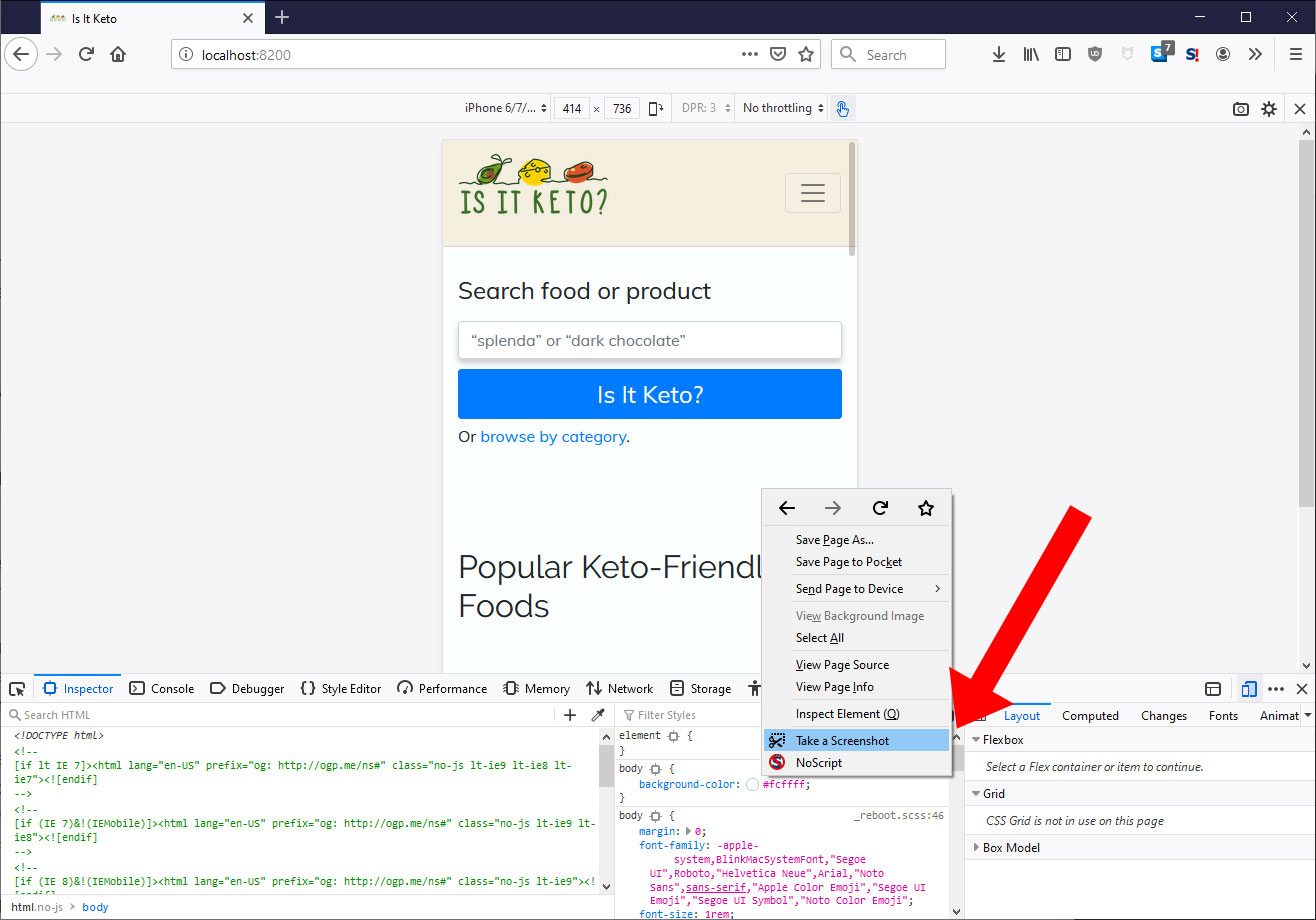 Is It Keto
localhost:8200
Search
7
iPhone 6/7/... 414 × 736 DPR: 3 No throttling
IS IT KETO?
Search food or product
“splenda” or “dark chocolate”
Is It Keto?
Or browse by category.
Popular Keto-Friendl
Foods
Save Page As...
Save Page to Pocket
Send Page to Device
View Background Image
Select All
View Page Source
View Page Info
Inspect Element (Q)
Take a Screenshot
NoScript
Inspector Console Debugger Style Editor Performance Memory Network Storage
Search HTML
<!DOCTYPE html>
<!--
[if lt IE 7]><html lang="en-US" prefix="og: http://ogp.me/ns#" class="no-js lt-ie9 lt-ie8 lt-
ie7"><![endif]
-->
<!--
[if (IE 7)&!(IEMobile)]><html lang="en-US" prefix="og: http://ogp.me/ns#" class="no-js lt-ie9 lt-
ie8"><![endif]
-->
<!--
[if (IE 8)&!(IEMobile)]><html lang="en-US" prefix="og: http://ogp.me/ns#" class="no-js lt-ie9"><!
[endif]
html.no-js > body
Filter Styles
element {
}
body {
background-color: #fcffff;
}
body { _reboot.scss:46
margin: 0;
font-family: -apple-
system,BlinkMacSystemFont,"Segoe
UI",Roboto,"Helvetica Neue",Arial,"Noto
Sans",sans-serif,"Apple Color Emoji","Segoe UI
Emoji","Segoe UI Symbol","Noto Color Emoji";
font-size: 1rem;
Layout Computed Changes Fonts Animat
Flexbox
Select a Flex container or item to continue.
Grid
CSS Grid is not in use on this page
Box Model